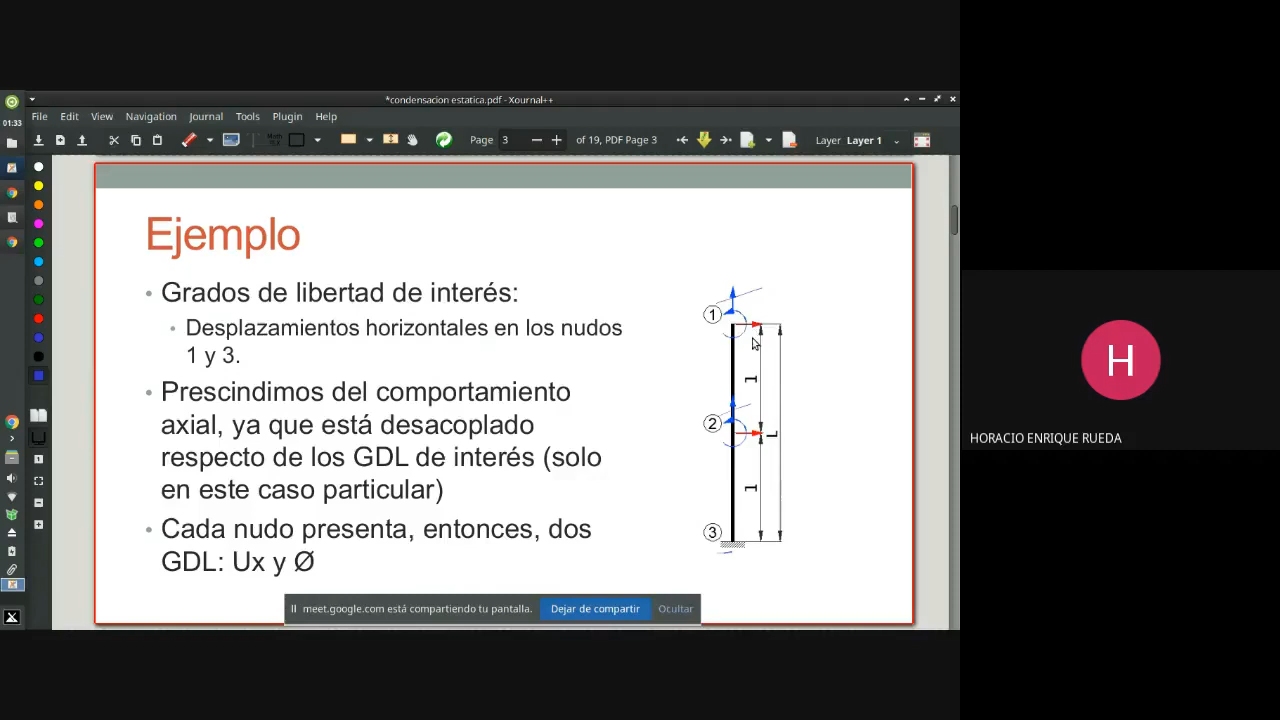 *condensacion estatica.pdf - Xournal++
01:33
File Edit View Navigation Journal Tools Plugin Help
Page 3 of 19, PDF Page 3 Layer Layer 1
Ejemplo
• Grados de libertad de interés:
• Desplazamientos horizontales en los nudos
1 y 3.
• Prescindimos del comportamiento
axial, ya que está desacoplado
respecto de los GDL de interés (solo
en este caso particular)
• Cada nudo presenta, entonces, dos
GDL: Ux y Ø
1
l
2
L
l
3
meet.google.com está compartiendo tu pantalla. Dejar de compartir Ocultar
H
HORACIO ENRIQUE RUEDA